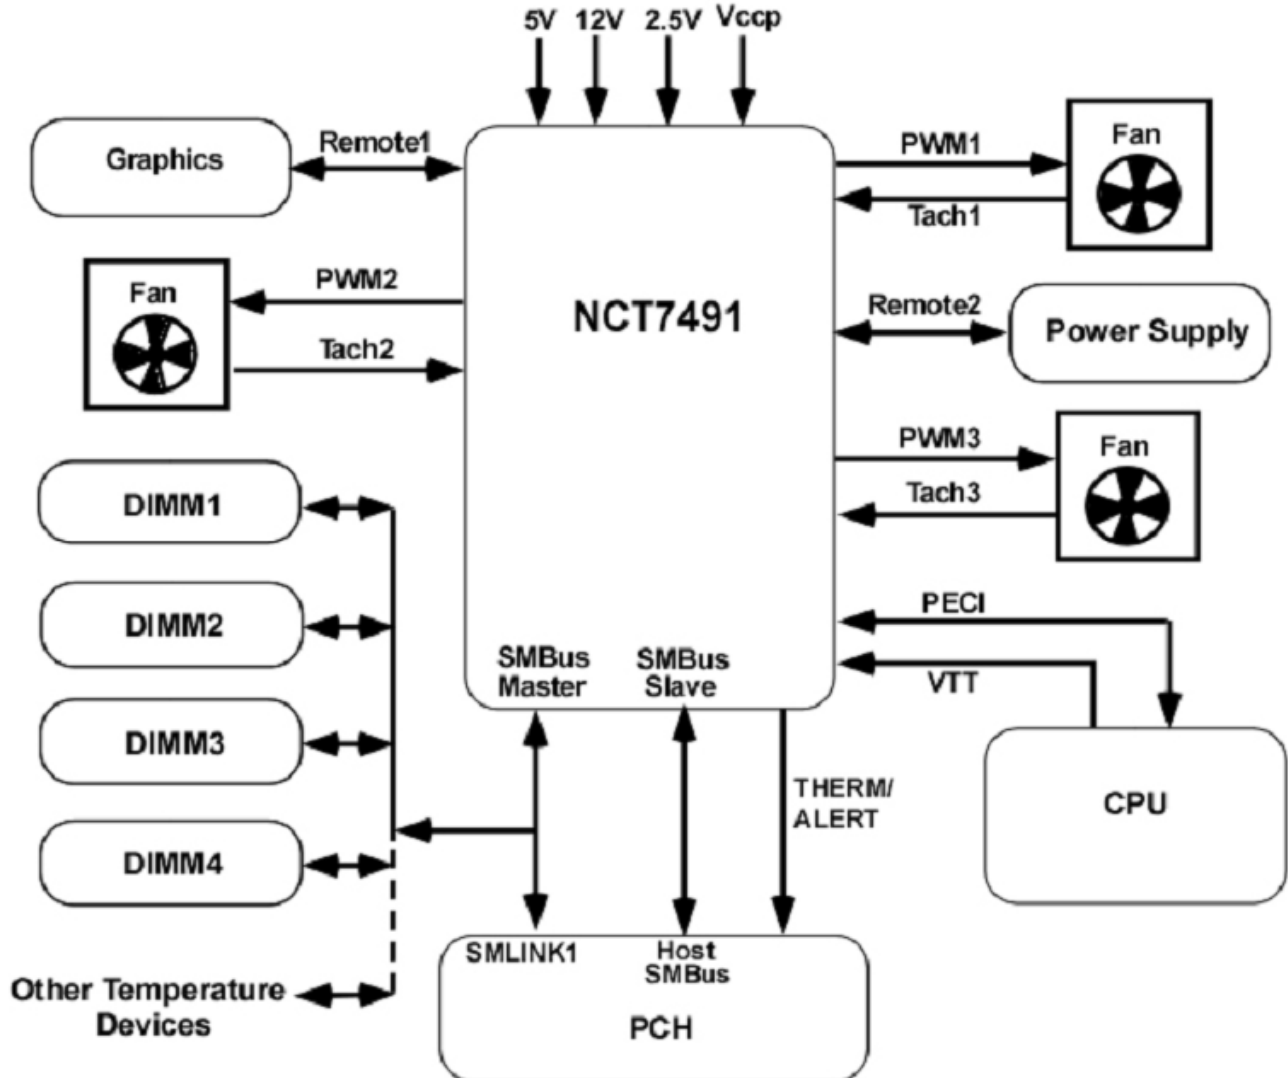 5V 12V 2.5V Vccp
Graphics
Remote1
PWM1
Fan
Tach1
Fan
PWM2
Tach2
NCT7491
Remote2
Power Supply
PWM3
Fan
Tach3
DIMM1
DIMM2
DIMM3
DIMM4
Other Temperature
Devices
SMBus
Master
SMBus
Slave
PECI
VTT
CPU
THERM/
ALERT
SMLINK1
Host
SMBus
PCH